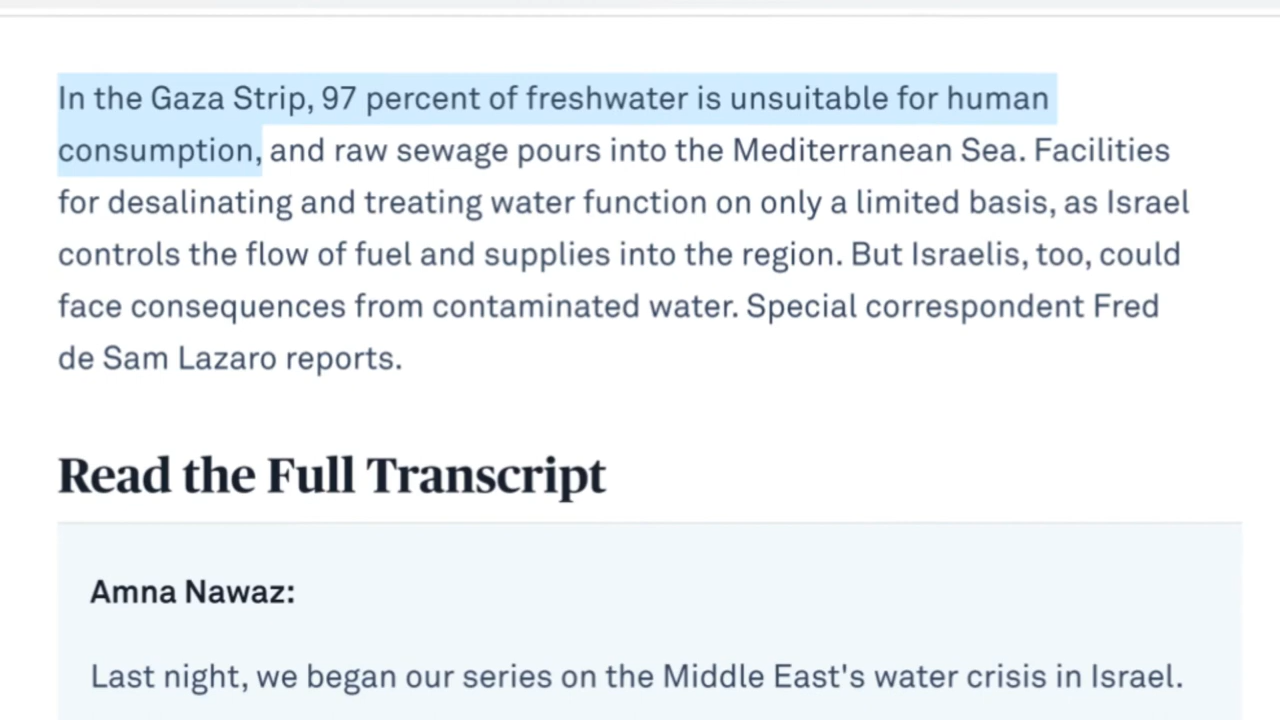 In the Gaza Strip, 97 percent of freshwater is unsuitable for human
consumption, and raw sewage pours into the Mediterranean Sea. Facilities
for desalinating and treating water function on only a limited basis, as Israel
controls the flow of fuel and supplies into the region. But Israelis, too, could
face consequences from contaminated water. Special correspondent Fred
de Sam Lazaro reports.
Read the Full Transcript
Amna Nawaz:
Last night, we began our series on the Middle East's water crisis in Israel.